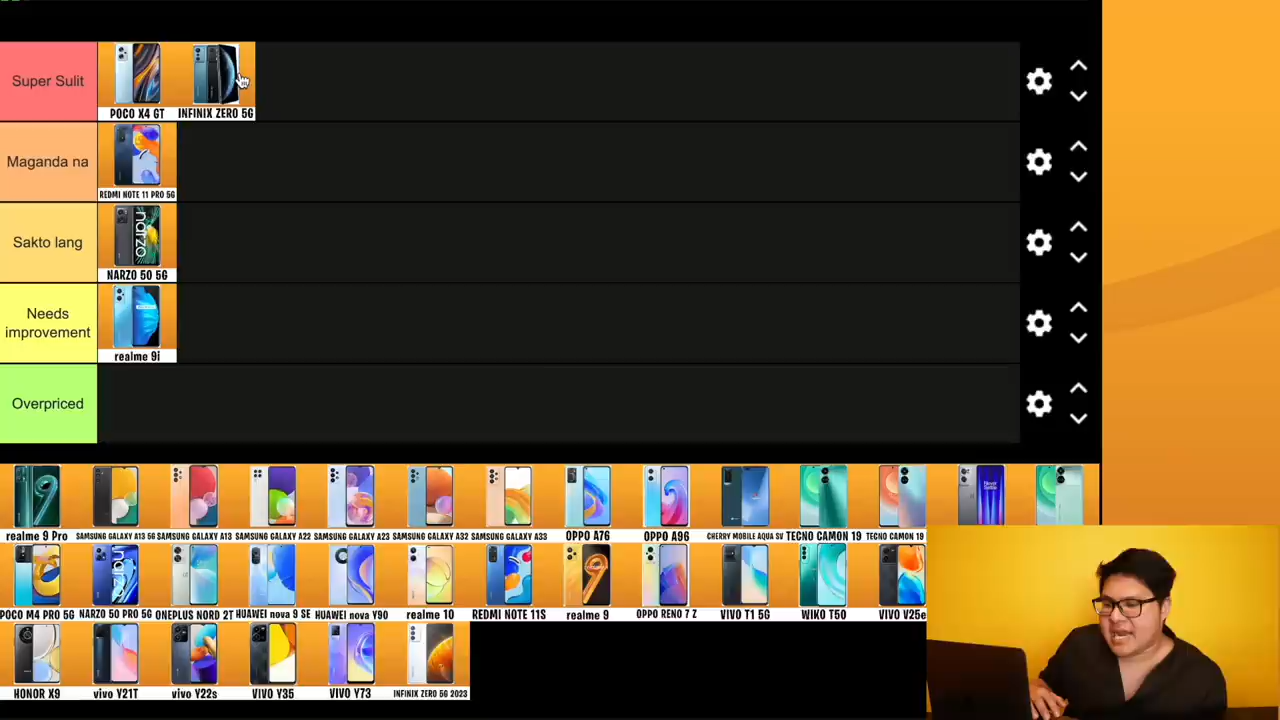 Super Sulit
POCO X4 GT
INFINIX ZERO 5G
Maganda na
REDMI NOTE 11 PRO 5G
Sakto lang
narzo
NARZO 50 5G
Needs
improvement
realme 9i
Overpriced
realme 9 Pro
SAMSUNG GALAXY A13 5G
SAMSUNG GALAXY A13
SAMSUNG GALAXY A22
SAMSUNG GALAXY A23
SAMSUNG GALAXY A32
SAMSUNG GALAXY A33
OPPO A76
OPPO A96
CHERRY MOBILE AQUA SV
TECNO CAMON 19
TECNO CAMON 19
POCO M4 PRO 5G
NARZO 50 PRO 5G
ONEPLUS NORD 2T
HUAWEI nova 9 SE
HUAWEI nova Y90
realme 10
REDMI NOTE 11S
realme 9
OPPO RENO 7 Z
VIVO T1 5G
WIKO T50
VIVO V25e
HONOR X9
vivo Y21T
vivo Y22s
VIVO Y35
VIVO Y73
INFINIX ZERO 5G 2023